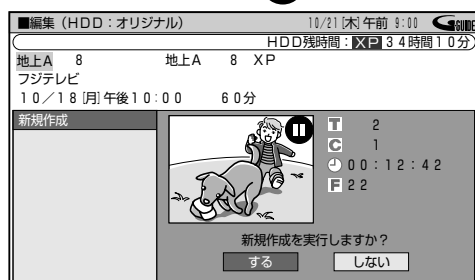 ■編集(HDD:オリジナル) 10/21[木]午前 9:00 GGUIDE
HDD残時間:XP34時間10分
地上A 8 地上A 8 XP
フジテレビ
10/18[月]午後10:00 60分
新規作成
T 2
C 1
00:12:42
F 22
新規作成を実行しますか?
する しない